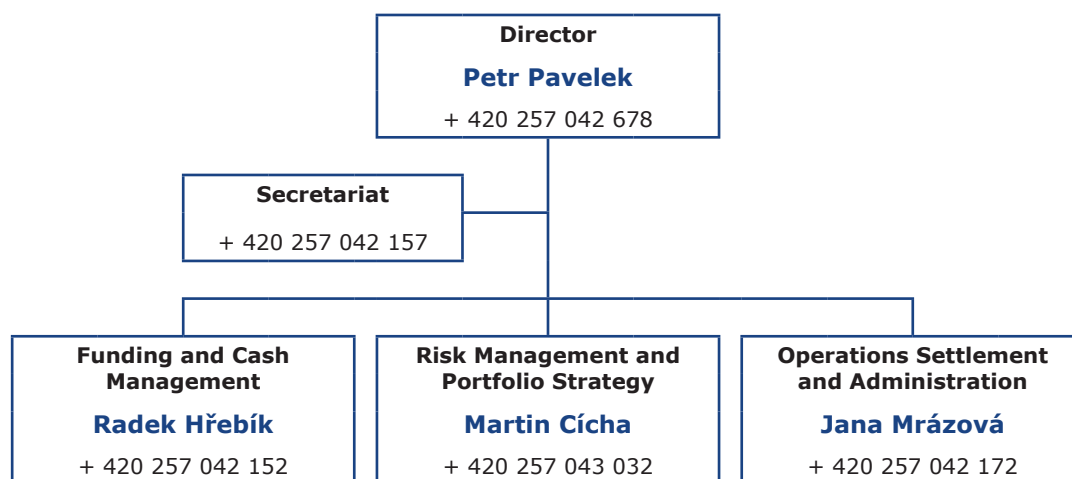 Director
Petr Pavelek
+ 420 257 042 678
Secretariat
+ 420 257 042 157
Funding and Cash
Management
Radek Hřebík
+ 420 257 042 152
Risk Management and
Portfolio Strategy
Martin Cícha
+ 420 257 043 032
Operations Settlement
and Administration
Jana Mrázová
+ 420 257 042 172